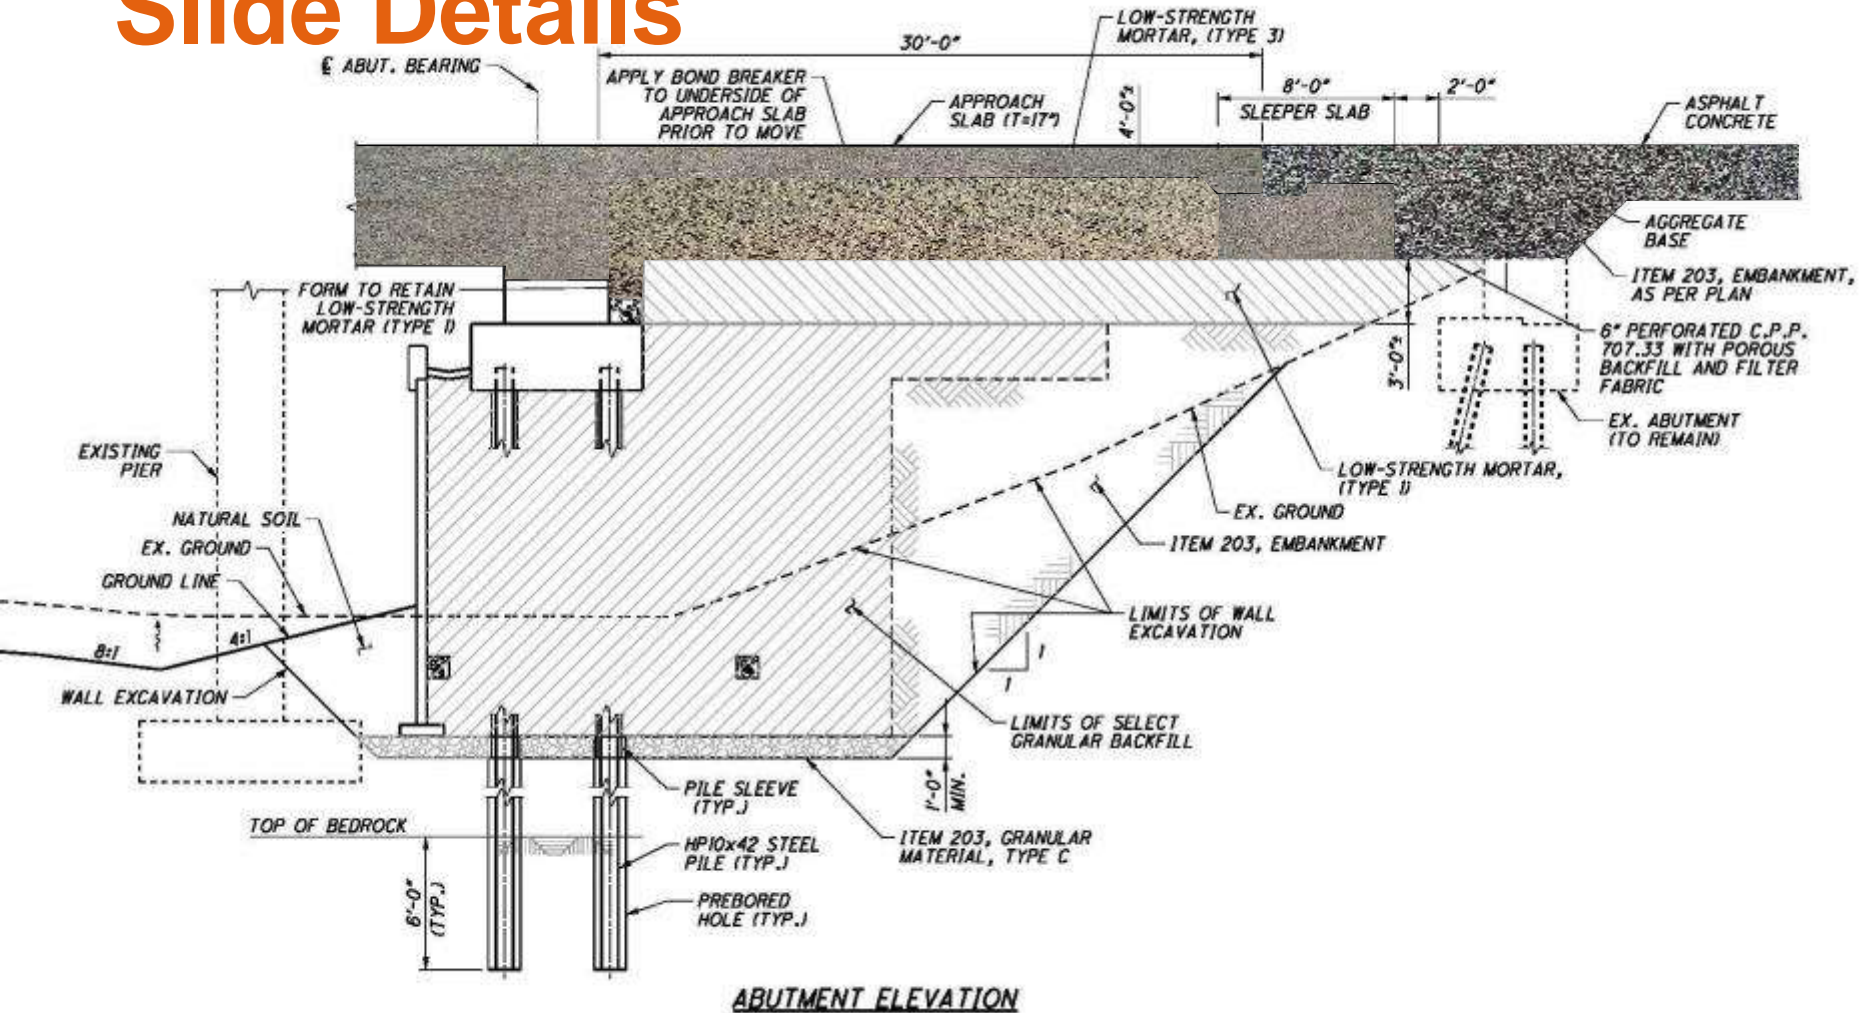 Slide Details
LOW-STRENGTH
MORTAR, (TYPE 3)
30'-0"
℄ ABUT. BEARING
APPLY BOND BREAKER
TO UNDERSIDE OF
APPROACH SLAB
PRIOR TO MOVE
APPROACH
SLAB (T=17")
4'-0"±
8'-0"
SLEEPER SLAB
2'-0"
ASPHALT
CONCRETE
AGGREGATE
BASE
ITEM 203, EMBANKMENT,
AS PER PLAN
FORM TO RETAIN
LOW-STRENGTH
MORTAR (TYPE 1)
6" PERFORATED C.P.P.
707.33 WITH POROUS
BACKFILL AND FILTER
FABRIC
3'-0"±
EX. ABUTMENT
(TO REMAIN)
EXISTING
PIER
LOW-STRENGTH MORTAR,
(TYPE 1)
NATURAL SOIL
EX. GROUND
EX. GROUND
ITEM 203, EMBANKMENT
GROUND LINE
LIMITS OF WALL
EXCAVATION
8:1
4:1
1
1
WALL EXCAVATION
LIMITS OF SELECT
GRANULAR BACKFILL
1'-0"
MIN.
PILE SLEEVE
(TYP.)
TOP OF BEDROCK
HP10x42 STEEL
PILE (TYP.)
ITEM 203, GRANULAR
MATERIAL, TYPE C
6'-0"
(TYP.)
PREBORED
HOLE (TYP.)
ABUTMENT ELEVATION